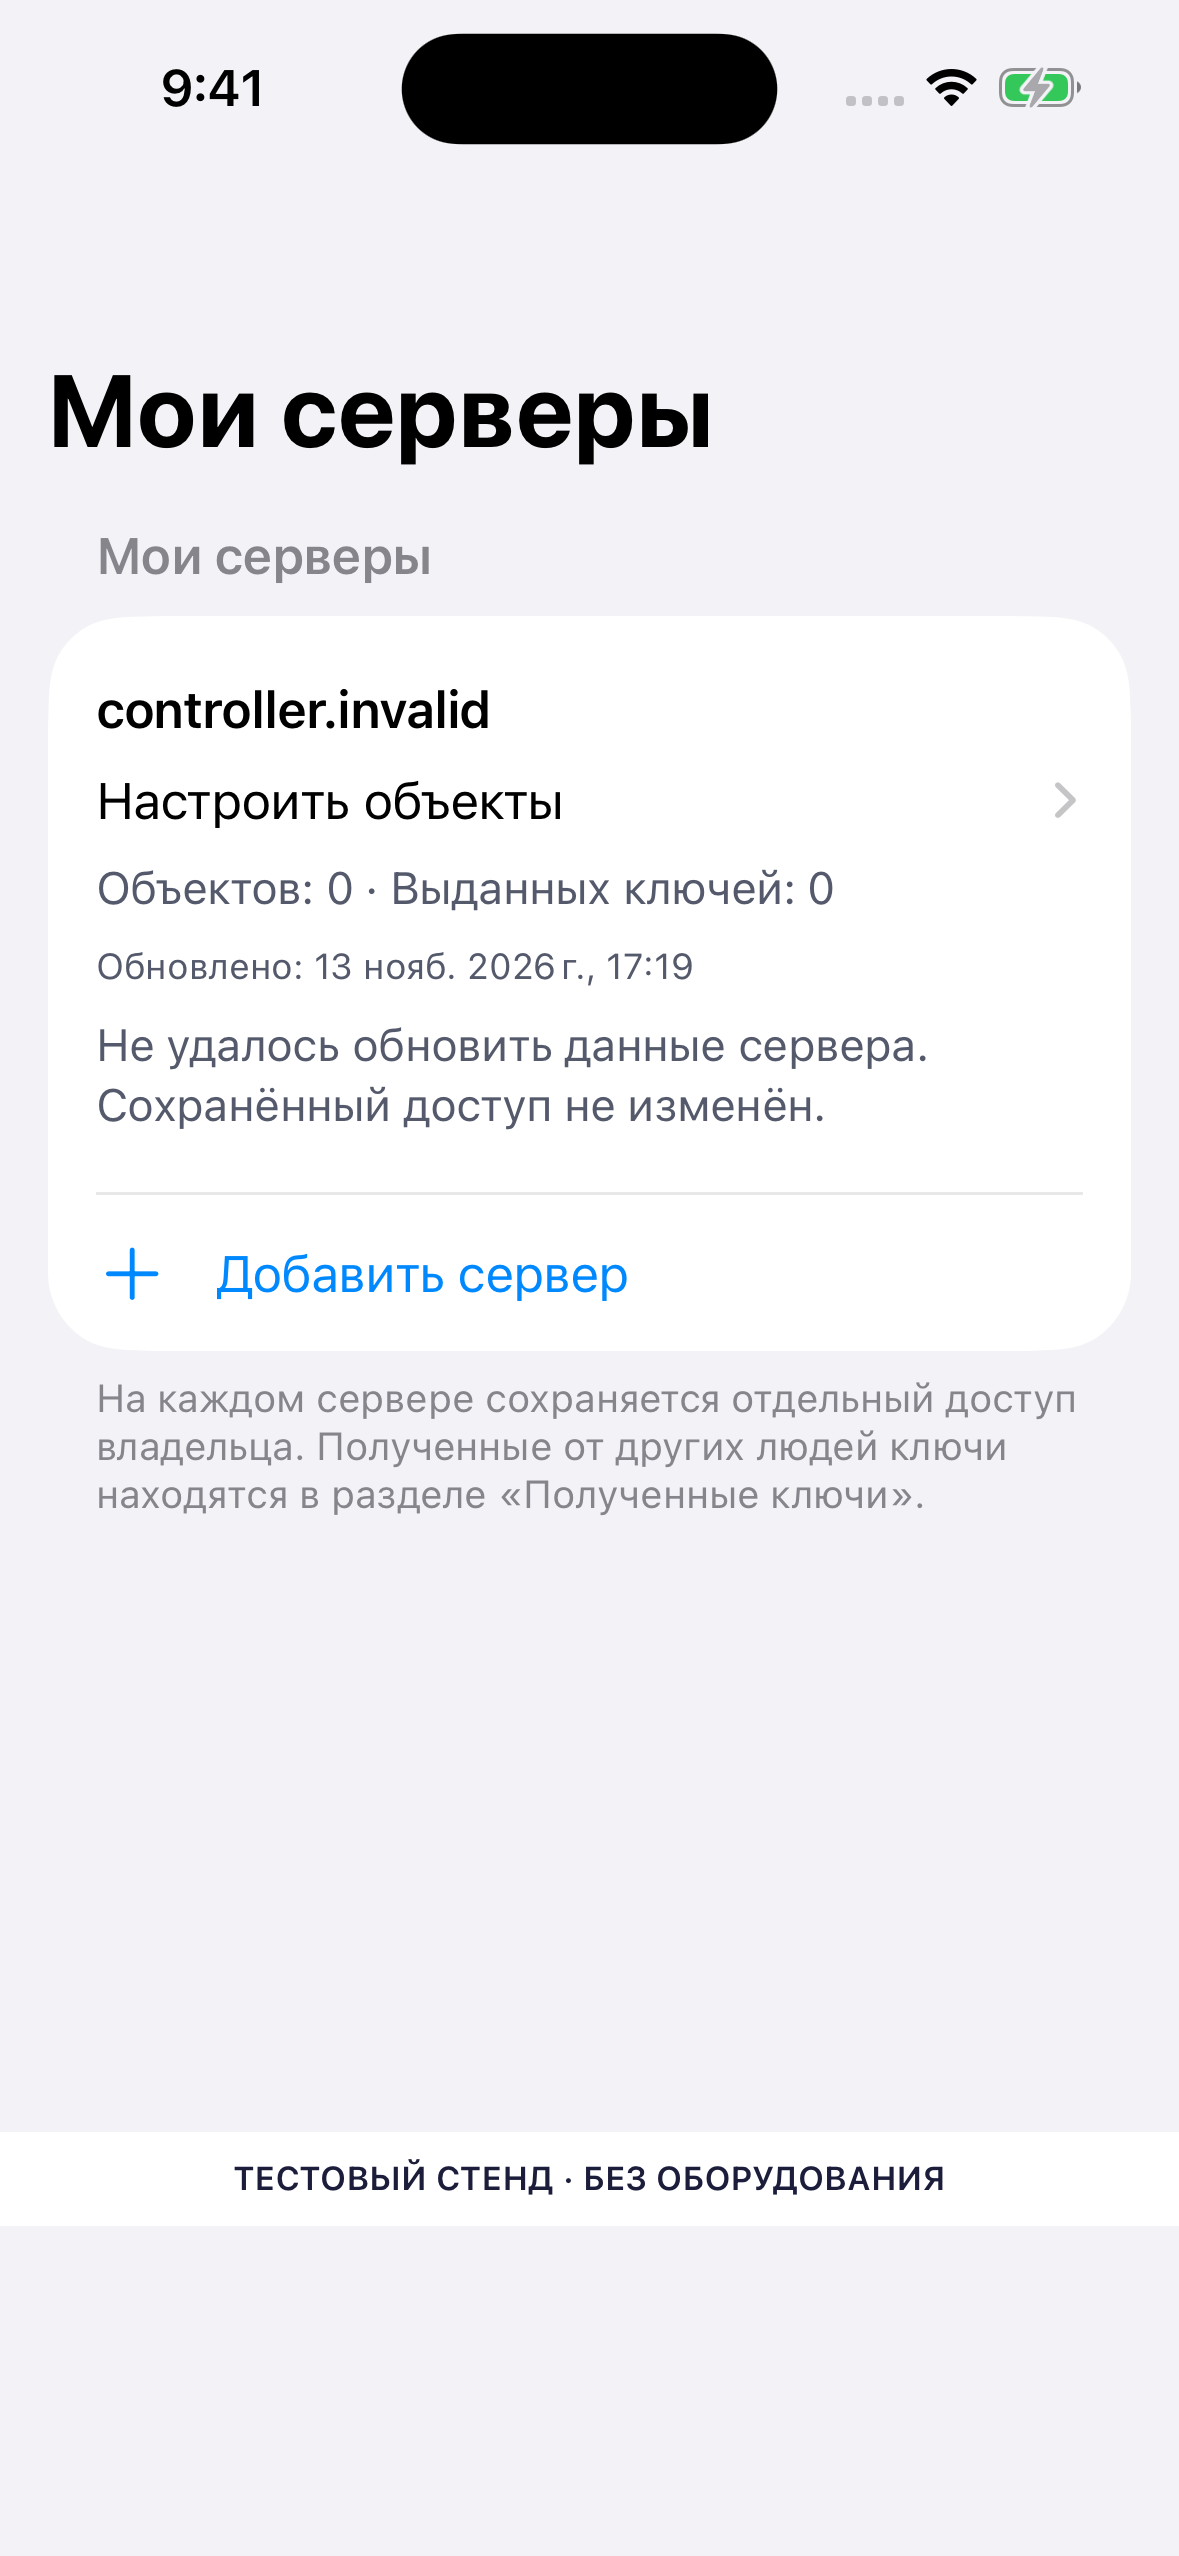 9:41
Мои серверы
Мои серверы
controller.invalid
Настроить объекты
Объектов: 0 · Выданных ключей: 0
Обновлено: 13 нояб. 2026 г., 17:19
Не удалось обновить данные сервера.
Сохранённый доступ не изменён.
Добавить сервер
На каждом сервере сохраняется отдельный доступ
владельца. Полученные от других людей ключи
находятся в разделе «Полученные ключи».
ТЕСТОВЫЙ СТЕНД · БЕЗ ОБОРУДОВАНИЯ